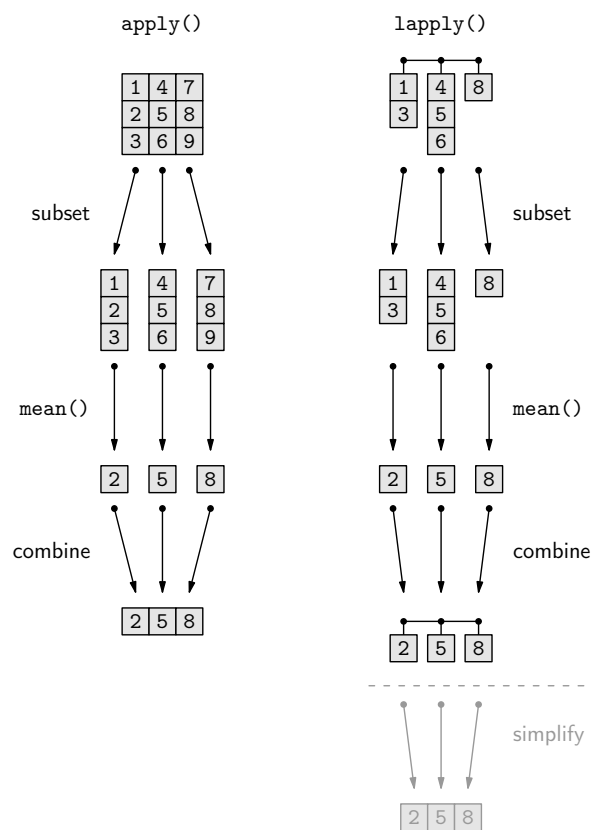 apply() lapply()
1 4 7 1 4 8
2 5 8 3 5
3 6 9 6
subset subset
1 4 7 1 4 8
2 5 8 3 5
3 6 9 6
mean() mean()
2 5 8 2 5 8
combine combine
2 5 8
2 5 8
simplify
2 5 8